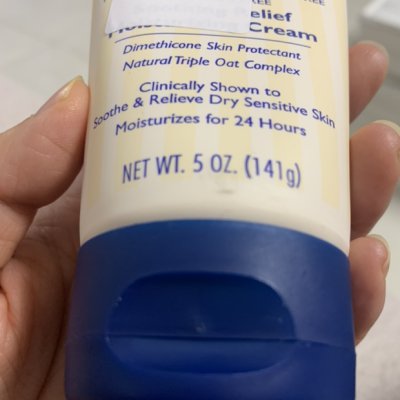 Relief
Moisturizing Cream
Dimethicone Skin Protectant
Natural Triple Oat Complex
Clinically Shown to
Soothe & Relieve Dry Sensitive Skin
Moisturizes for 24 Hours
NET WT. 5 OZ. (141g)